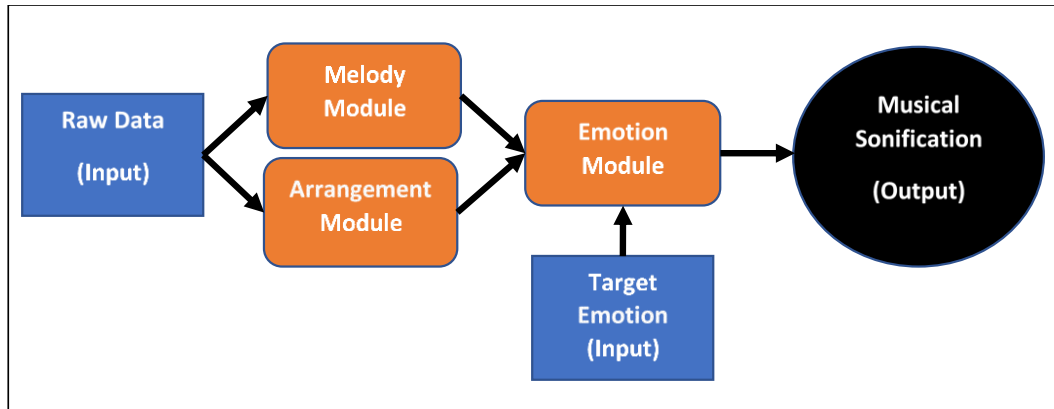 Raw Data
(Input)
Melody
Module
Arrangement
Module
Emotion
Module
Target
Emotion
(Input)
Musical
Sonification
(Output)